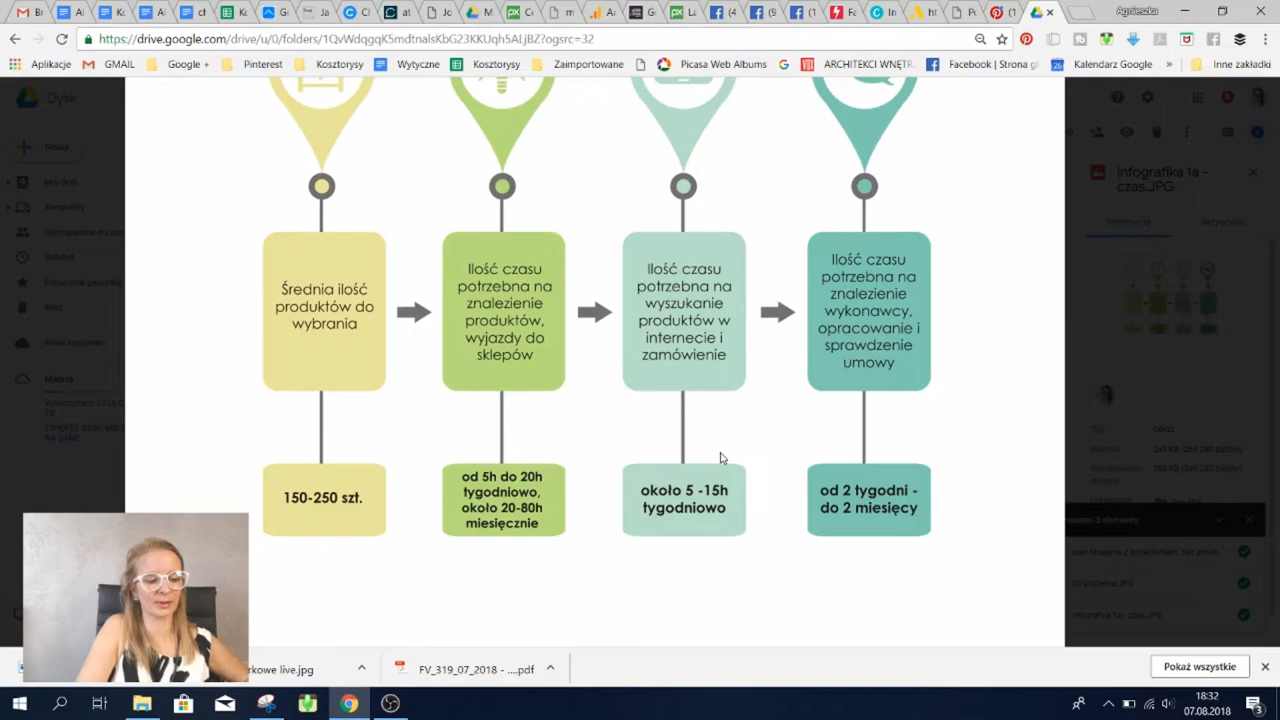 Agnieszka
https://drive.google.com/drive/u/0/folders/1QvWdqgqK5mdtnalsKbG23KKUqh5ALjBZ?ogsrc=32
Aplikacje
GMAIL
Google +
Pinterest
Kosztorysy
Wytyczne
Kosztorysy
Zaimportowane
Picasa Web Albums
ARCHITEKCI WNĘTR
Facebook | Strona g
Kalendarz Google
Inne zakładki
Dysk
Nowy
Mój dysk
infografika 1a -
czas.JPG
Średnia ilość
produktów do
wybrania
Ilość czasu
potrzebna na
znalezienie
produktów,
wyjazdy do
sklepów
Ilość czasu
potrzebna na
wyszukanie
produktów w
internecie i
zamówienie
Ilość czasu
potrzebna na
znalezienie
wykonawcy,
opracowanie i
sprawdzenie
umowy
150-250 szt.
od 5h do 20h
tygodniowo,
około 20-80h
miesięcznie
około 5 -15h
tygodniowo
od 2 tygodni -
do 2 miesięcy
rkowe live.jpg
FV_319_07_2018 - ....pdf
Pokaż wszystkie
18:32
07.08.2018